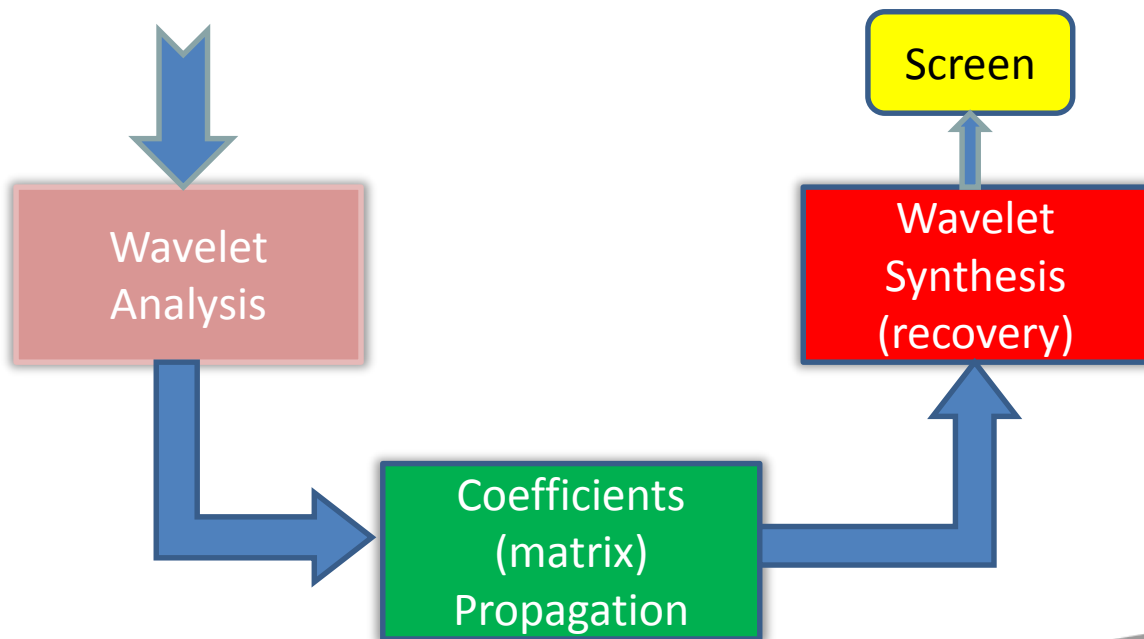 Screen
Wavelet
Analysis
Wavelet
Synthesis
(recovery)
Coefficients
(matrix)
Propagation